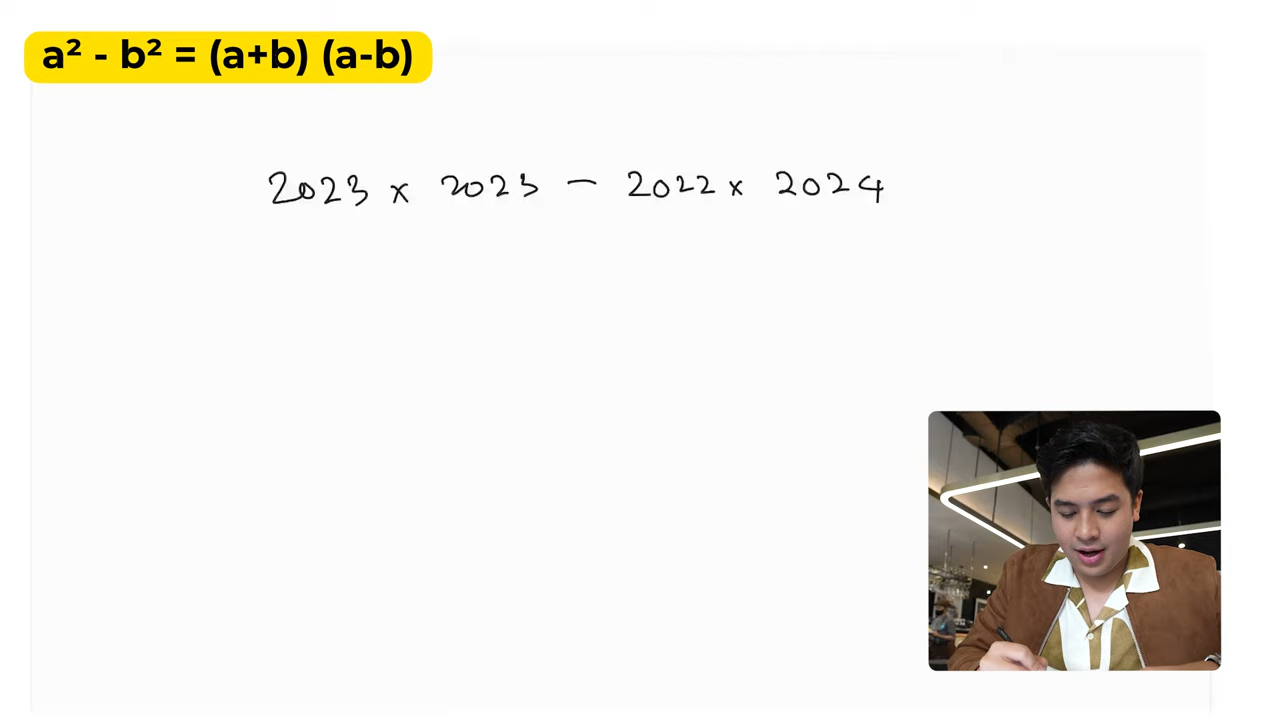 a² - b² = (a+b) (a-b)
2023 x 2023 − 2022 x 2024